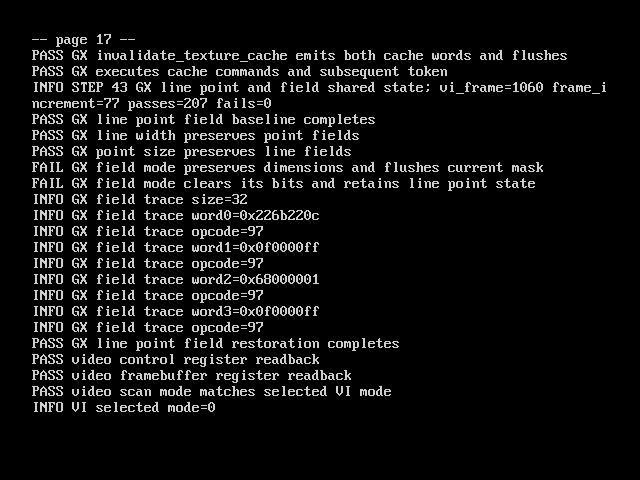 -- page 17 --
PASS GX invalidate_texture_cache emits both cache words and flushes
PASS GX executes cache commands and subsequent token
INFO STEP 43 GX line point and field shared state; vi_frame=1060 frame_i
ncrement=77 passes=207 fails=0
PASS GX line point field baseline completes
PASS GX line width preserves point fields
PASS GX point size preserves line fields
FAIL GX field mode preserves dimensions and flushes current mask
FAIL GX field mode clears its bits and retains line point state
INFO GX field trace size=32
INFO GX field trace word0=0x226b220c
INFO GX field trace opcode=97
INFO GX field trace word1=0x0f0000ff
INFO GX field trace opcode=97
INFO GX field trace word2=0x68000001
INFO GX field trace opcode=97
INFO GX field trace word3=0x0f0000ff
INFO GX field trace opcode=97
PASS GX line point field restoration completes
PASS video control register readback
PASS video framebuffer register readback
PASS video scan mode matches selected VI mode
INFO VI selected mode=0